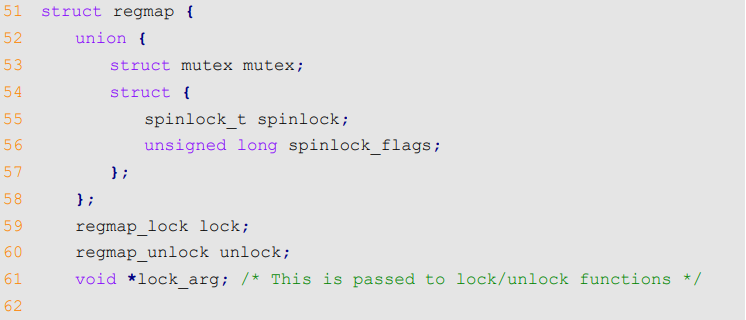 51 struct regmap {
52     union {
53         struct mutex mutex;
54         struct {
55             spinlock_t spinlock;
56             unsigned long spinlock_flags;
57         };
58     };
59     regmap_lock lock;
60     regmap_unlock unlock;
61     void *lock_arg; /* This is passed to lock/unlock functions */
62